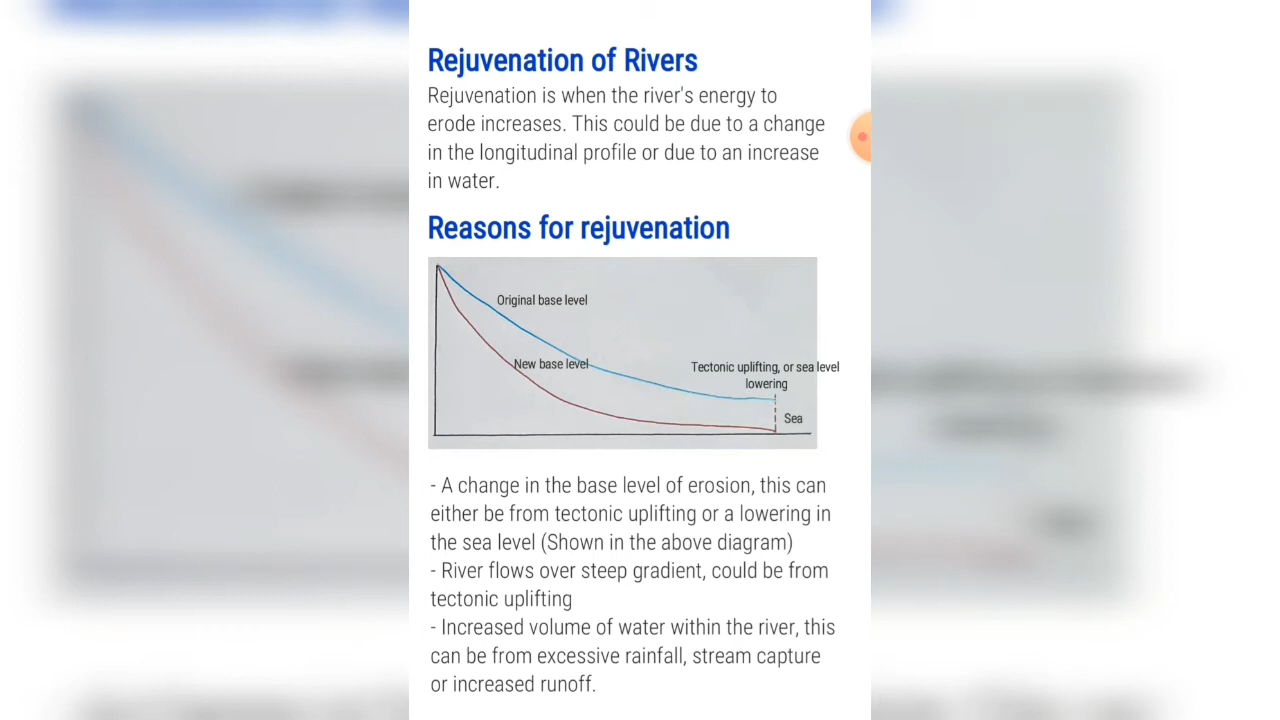 Rejuvenation of Rivers
Rejuvenation is when the river's energy to
erode increases. This could be due to a change
in the longitudinal profile or due to an increase
in water.
Reasons for rejuvenation
Original base level
New base level
Tectonic uplifting, or sea level
lowering
Sea
- A change in the base level of erosion, this can
either be from tectonic uplifting or a lowering in
the sea level (Shown in the above diagram)
- River flows over steep gradient, could be from
tectonic uplifting
- Increased volume of water within the river, this
can be from excessive rainfall, stream capture
or increased runoff.